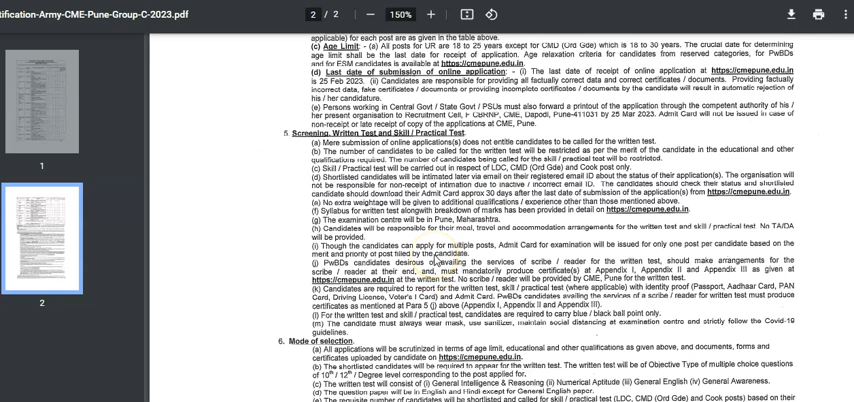 tification-Army-CME-Pune-Group-C-2023.pdf
2 / 2
150%
1
2
applicable) for each post are as given in the table above.
(c) Age Limit: - (a) All posts for UR are 18 to 25 years except for CMD (Ord Gde) which is 18 to 30 years. The crucial date for determining
age limit shall be the last date for receipt of application. Age relaxation criteria for candidates from reserved categories, for PwBDs
and for ESM candidates is available at https://cmepune.edu.in.
(d) Last date of submission of online application: - (i) The last date of receipt of online application at https://cmepune.edu.in
is 25 Feb 2023. (ii) Candidates are responsible for providing all factually correct data and correct certificates / documents. Providing factually
incorrect data, fake certificates / documents or providing incomplete certificates / documents by the candidate will result in automatic rejection of
his / her candidature.
(e) Persons working in Central Govt / State Govt / PSUs must also forward a printout of the application through the competent authority of his /
her present organisation to Recruitment Cell, F CBRNP, CME, Dapodi, Pune-411031 by 25 Mar 2023. Admit Card will not be issued in case of
non-receipt or late receipt of copy of the applications at CME, Pune.
5. Screening, Written Test and Skill / Practical Test.
(a) Mere submission of online applications) does not entitle candidates to be called for the written test.
(b) The number of candidates to be called for the written test will be restricted as per the merit of the candidate in the educational and other
qualifications required. The number of candidates being called for the skill / practical test will be restricted.
(c) Skill / Practical Test will be carried out in respect of LDC, CMD (Ord Gde) and Cook post only.
(d) Shortlisted candidates will be intimated later via email on their registered email ID about the status of their application(s). The organisation will
not be responsible for non-receipt of intimation due to inactive / incorrect email ID. The candidates should check their status and shortlisted
candidate should download their Admit Card approx 30 days after the last date of submission of the application(s) from https://cmepune.edu.in.
(e) No extra weightage will be given to additional qualifications / experience other than those mentioned above.
(f) Syllabus for written test alongwith breakdown of marks has been provided in detail on https://cmepune.edu.in.
(g) The examination centre will be in Pune, Maharashtra.
(h) Candidates will be responsible for their meal, travel and accommodation arrangements for the written test and skill / practical test. No TA/DA
will be provided.
(i) Though the candidates can apply for multiple posts, Admit Card for examination will be issued for only one post per candidate based on the
merit and priority of post filled by the candidate.
(j) PwBDs candidates desirous of availing the services of scribe / reader for the written test, should make arrangements for the
scribe / reader at their end, and, must mandatorily produce certificate(s) at Appendix I, Appendix II and Appendix III as given at
https://cmepune.edu.in at the written test. No scribe / reader will be provided by CME, Pune for the written test.
(k) Candidates are required to report for the written test, skill / practical test (where applicable) with identity proof (Passport, Aadhaar Card, PAN
Card, Driving Licence, Voter's I Card) and Admit Card. PwBDs candidates availing the services of a scribe / reader for written test must produce
certificates as mentioned at Para 5 (j) above (Appendix I, Appendix II and Appendix III).
(l) For the written test and skill / practical test, candidates are required to carry blue / black ball point only.
(m) The candidate must always wear mask, use sanitizer, maintain social distancing at examination centre and strictly follow the Covid-19
guidelines.
6. Mode of selection.
(a) All applications will be scrutinized in terms of age limit, educational and other qualifications as given above, and documents, forms and
certificates uploaded by candidate on https://cmepune.edu.in.
(b) The shortlisted candidates will be required to appear for the written test. The written test will be of Objective Type of multiple choice questions
of 10th / 12th / Degree level corresponding to the post applied for.
(c) The written test will consist of (i) General Intelligence & Reasoning (ii) Numerical Aptitude (iii) General English (iv) General Awareness.
(d) The question paper will be in English and Hindi except for General English paper.
(e) The requisite number of candidates will be shortlisted and called for skill / practical test (LDC, CMD (Ord Gde) and Cook posts) based on their